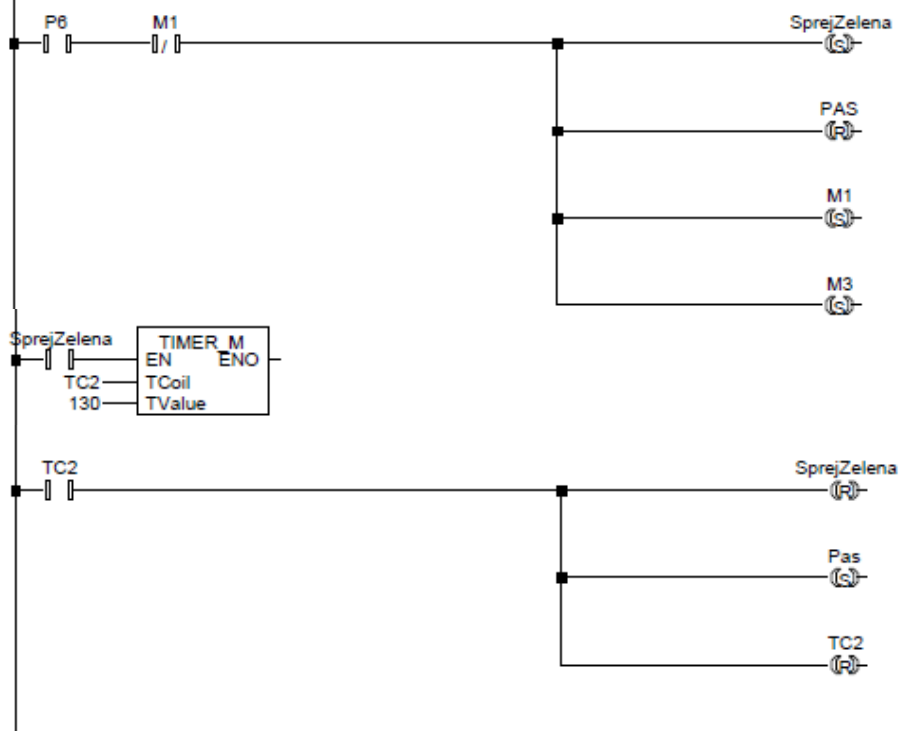 P6 M1 SprejZelena
/ S
PAS
R
M1
S
M3
S
SprejZelena
TIMER_M
EN ENO
TC2 TCoil
130 TValue
TC2 SprejZelena
R
Pas
S
TC2
R